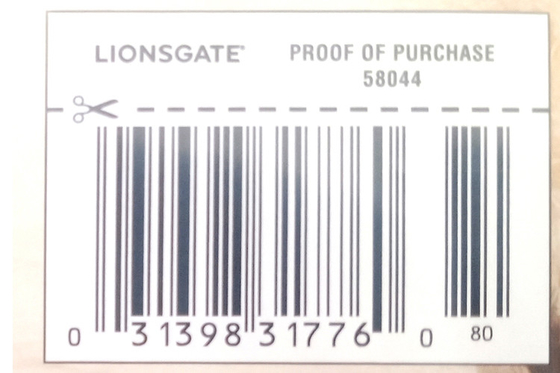 LIONSGATE PROOF OF PURCHASE
58044
0 31398 31776 0 80